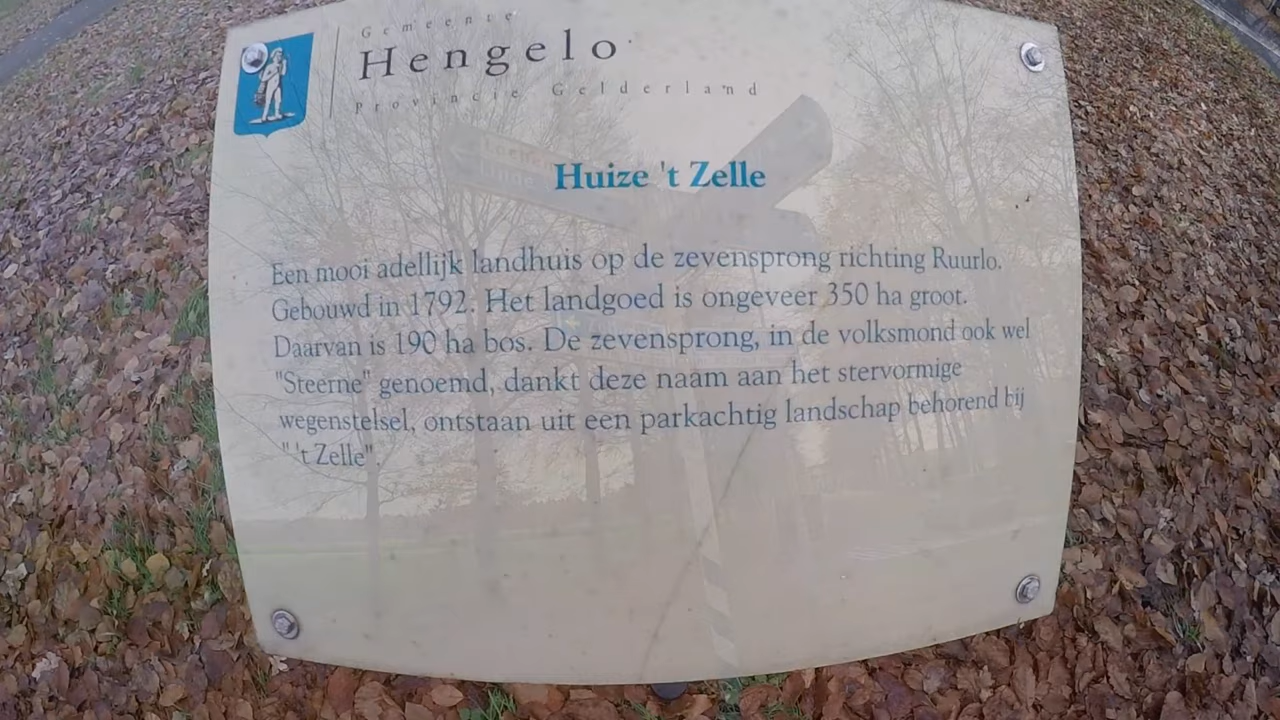 Gemeente
Hengelo
Provincie Gelderland
Huize 't Zelle
Een mooi adellijk landhuis op de zevensprong richting Ruurlo.
Gebouwd in 1792. Het landgoed is ongeveer 350 ha groot.
Daarvan is 190 ha bos. De zevensprong, in de volksmond ook wel
"Steerne" genoemd, dankt deze naam aan het stervormige
wegenstelsel, ontstaan uit een parkachtig landschap behorend bij
" 't Zelle".